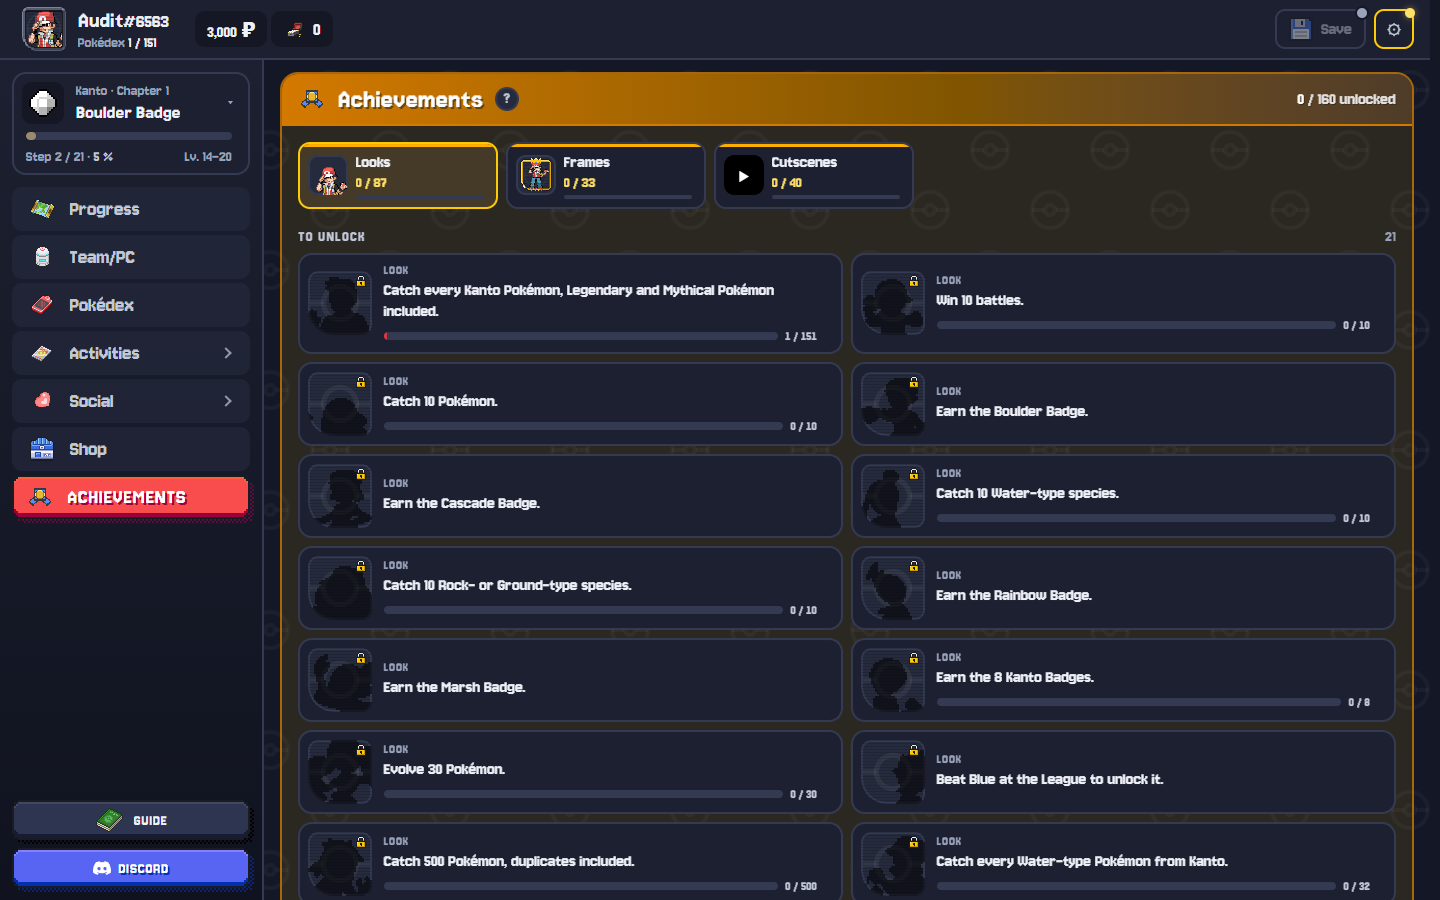 Audit#6563
Pokédex 1 / 151
3,000 ₽
0
Save
Kanto · Chapter 1
Boulder Badge
Step 2 / 21 · 5 %
Lv. 14-20
Progress
Team/PC
Pokédex
Activities
Social
Shop
ACHIEVEMENTS
GUIDE
DISCORD
Achievements ?
0 / 160 unlocked
Looks
0 / 87
Frames
0 / 33
Cutscenes
0 / 40
TO UNLOCK
21
LOOK
Catch every Kanto Pokémon, Legendary and Mythical Pokémon
included.
1 / 151
LOOK
Win 10 battles.
0 / 10
LOOK
Catch 10 Pokémon.
0 / 10
LOOK
Earn the Boulder Badge.
LOOK
Earn the Cascade Badge.
LOOK
Catch 10 Water-type species.
0 / 10
LOOK
Catch 10 Rock- or Ground-type species.
0 / 10
LOOK
Earn the Rainbow Badge.
LOOK
Earn the Marsh Badge.
LOOK
Earn the 8 Kanto Badges.
0 / 8
LOOK
Evolve 30 Pokémon.
0 / 30
LOOK
Beat Blue at the League to unlock it.
LOOK
Catch 500 Pokémon, duplicates included.
0 / 500
LOOK
Catch every Water-type Pokémon from Kanto.
0 / 32